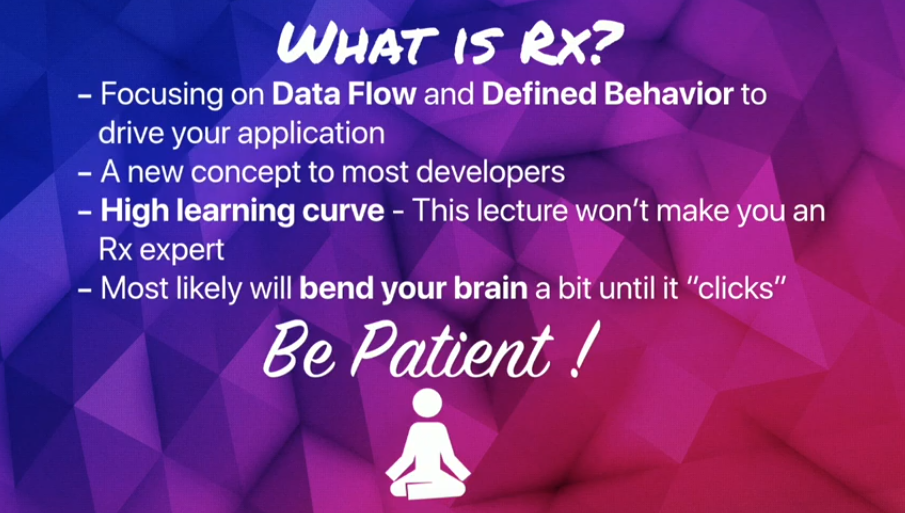 WHAT IS RX?
– Focusing on Data Flow and Defined Behavior to
drive your application
– A new concept to most developers
– High learning curve - This lecture won’t make you an
Rx expert
– Most likely will bend your brain a bit until it “clicks”
Be Patient !